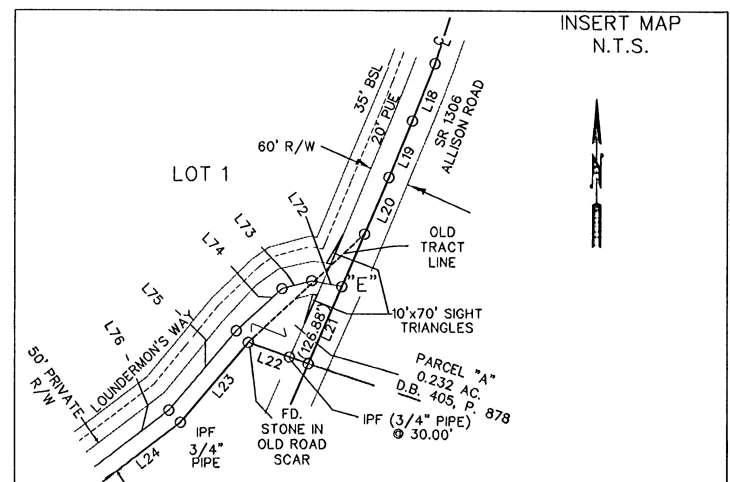 INSERT MAP
N.T.S.
35' BSL
20' PUE
L18
SR 1306
ALLISON ROAD
60' R/W
L19
LOT 1
L72
L20
L73
OLD
TRACT
LINE
L74
"E"
L75
10'x70' SIGHT
TRIANGLES
L76
LOUNDERMON'S WAY
(126.88')
L21
50' PRIVATE
R/W
L22
PARCEL "A"
0.232 AC.
D.B. 405, P. 878
L23
FD.
STONE IN
OLD ROAD
SCAR
IPF (3/4" PIPE)
@ 30.00'
IPF
3/4"
PIPE
L24